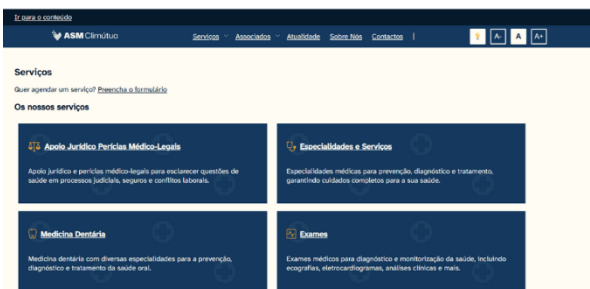 Ir para o conteúdo
ASM Climútuo
Serviços Associados Atualidade Sobre Nós Contactos
A- A A+
Serviços
Quer agendar um serviço? Preencha o formulário
Os nossos serviços
Apoio Jurídico Perícias Médico-Legais
Apoio jurídico e perícias médico-legais para esclarecer questões de
saúde em processos judiciais, seguros e conflitos laborais.
Especialidades e Serviços
Especialidades médicas para prevenção, diagnóstico e tratamento,
garantindo cuidados completos para a sua saúde.
Medicina Dentária
Medicina dentária com diversas especialidades para a prevenção,
diagnóstico e tratamento da saúde oral.
Exames
Exames médicos para diagnóstico e monitorização da saúde, incluindo
ecografias, eletrocardiogramas, análises clínicas e mais.